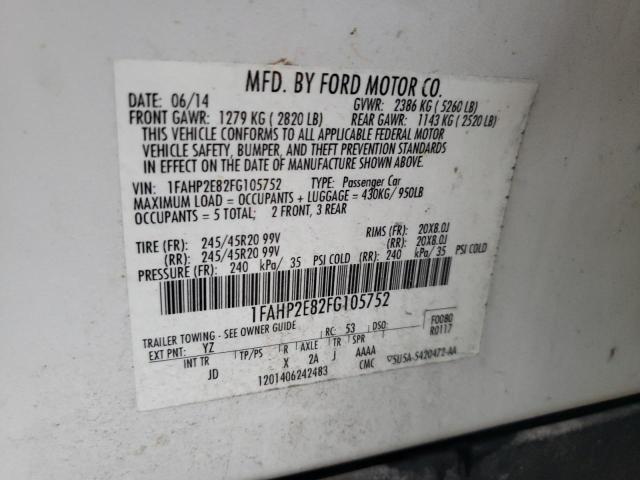 MFD. BY FORD MOTOR CO.
DATE: 06/14 GVWR: 2386 KG ( 5260 LB)
FRONT GAWR: 1279 KG ( 2820 LB) REAR GAWR: 1143 KG ( 2520 LB)
THIS VEHICLE CONFORMS TO ALL APPLICABLE FEDERAL MOTOR
VEHICLE SAFETY, BUMPER, AND THEFT PREVENTION STANDARDS
IN EFFECT ON THE DATE OF MANUFACTURE SHOWN ABOVE.
VIN: 1FAHP2E82FG105752 TYPE: Passenger Car
MAXIMUM LOAD = OCCUPANTS + LUGGAGE = 430KG/ 950LB
OCCUPANTS = 5 TOTAL: 2 FRONT, 3 REAR
TIRE (FR): 245/45R20 99V RIMS (FR): 20X8.0J
(RR): 245/45R20 99V (RR): 20X8.0J
PRESSURE (FR): 240 kPa/ 35 PSI COLD (RR): 240 kPa/ 35 PSI COLD
1FAHP2E82FG105752
TRAILER TOWING - SEE OWNER GUIDE
F0080
R0117
EXT PNT: YZ RC: 53 DSO:
INT TR TP/PS R AXLE TR SPR
JD X 2A J AAAA
1201406242483 CMC 5U5A-5420472-AA